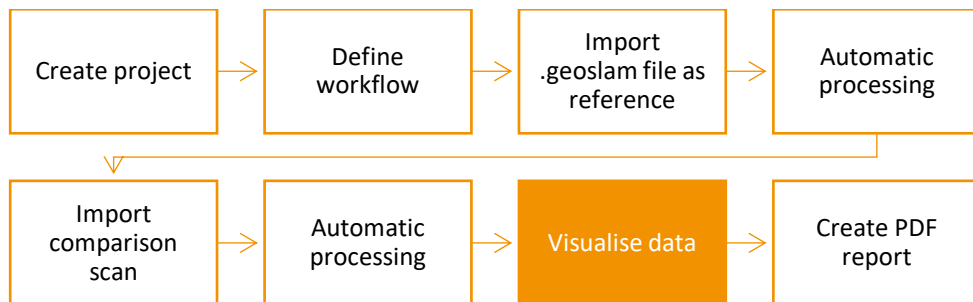 Create project
Define
workflow
Import
.geoslam file as
reference
Automatic
processing
Import
comparison
scan
Automatic
processing
Visualise data
Create PDF
report